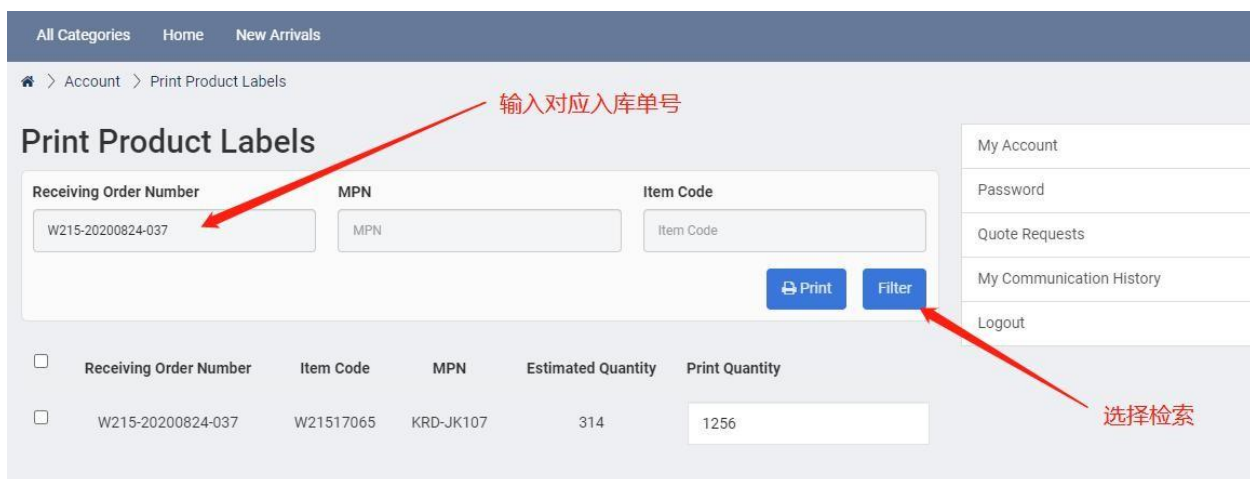 All Categories Home New Arrivals
Account > Print Product Labels
输入对应入库单号
Print Product Labels
My Account
Receiving Order Number MPN Item Code
Password
W215-20200824-037 MPN Item Code
Quote Requests
Print Filter
My Communication History
Logout
Receiving Order Number Item Code MPN Estimated Quantity Print Quantity
W215-20200824-037 W21517065 KRD-JK107 314 1256
选择检索